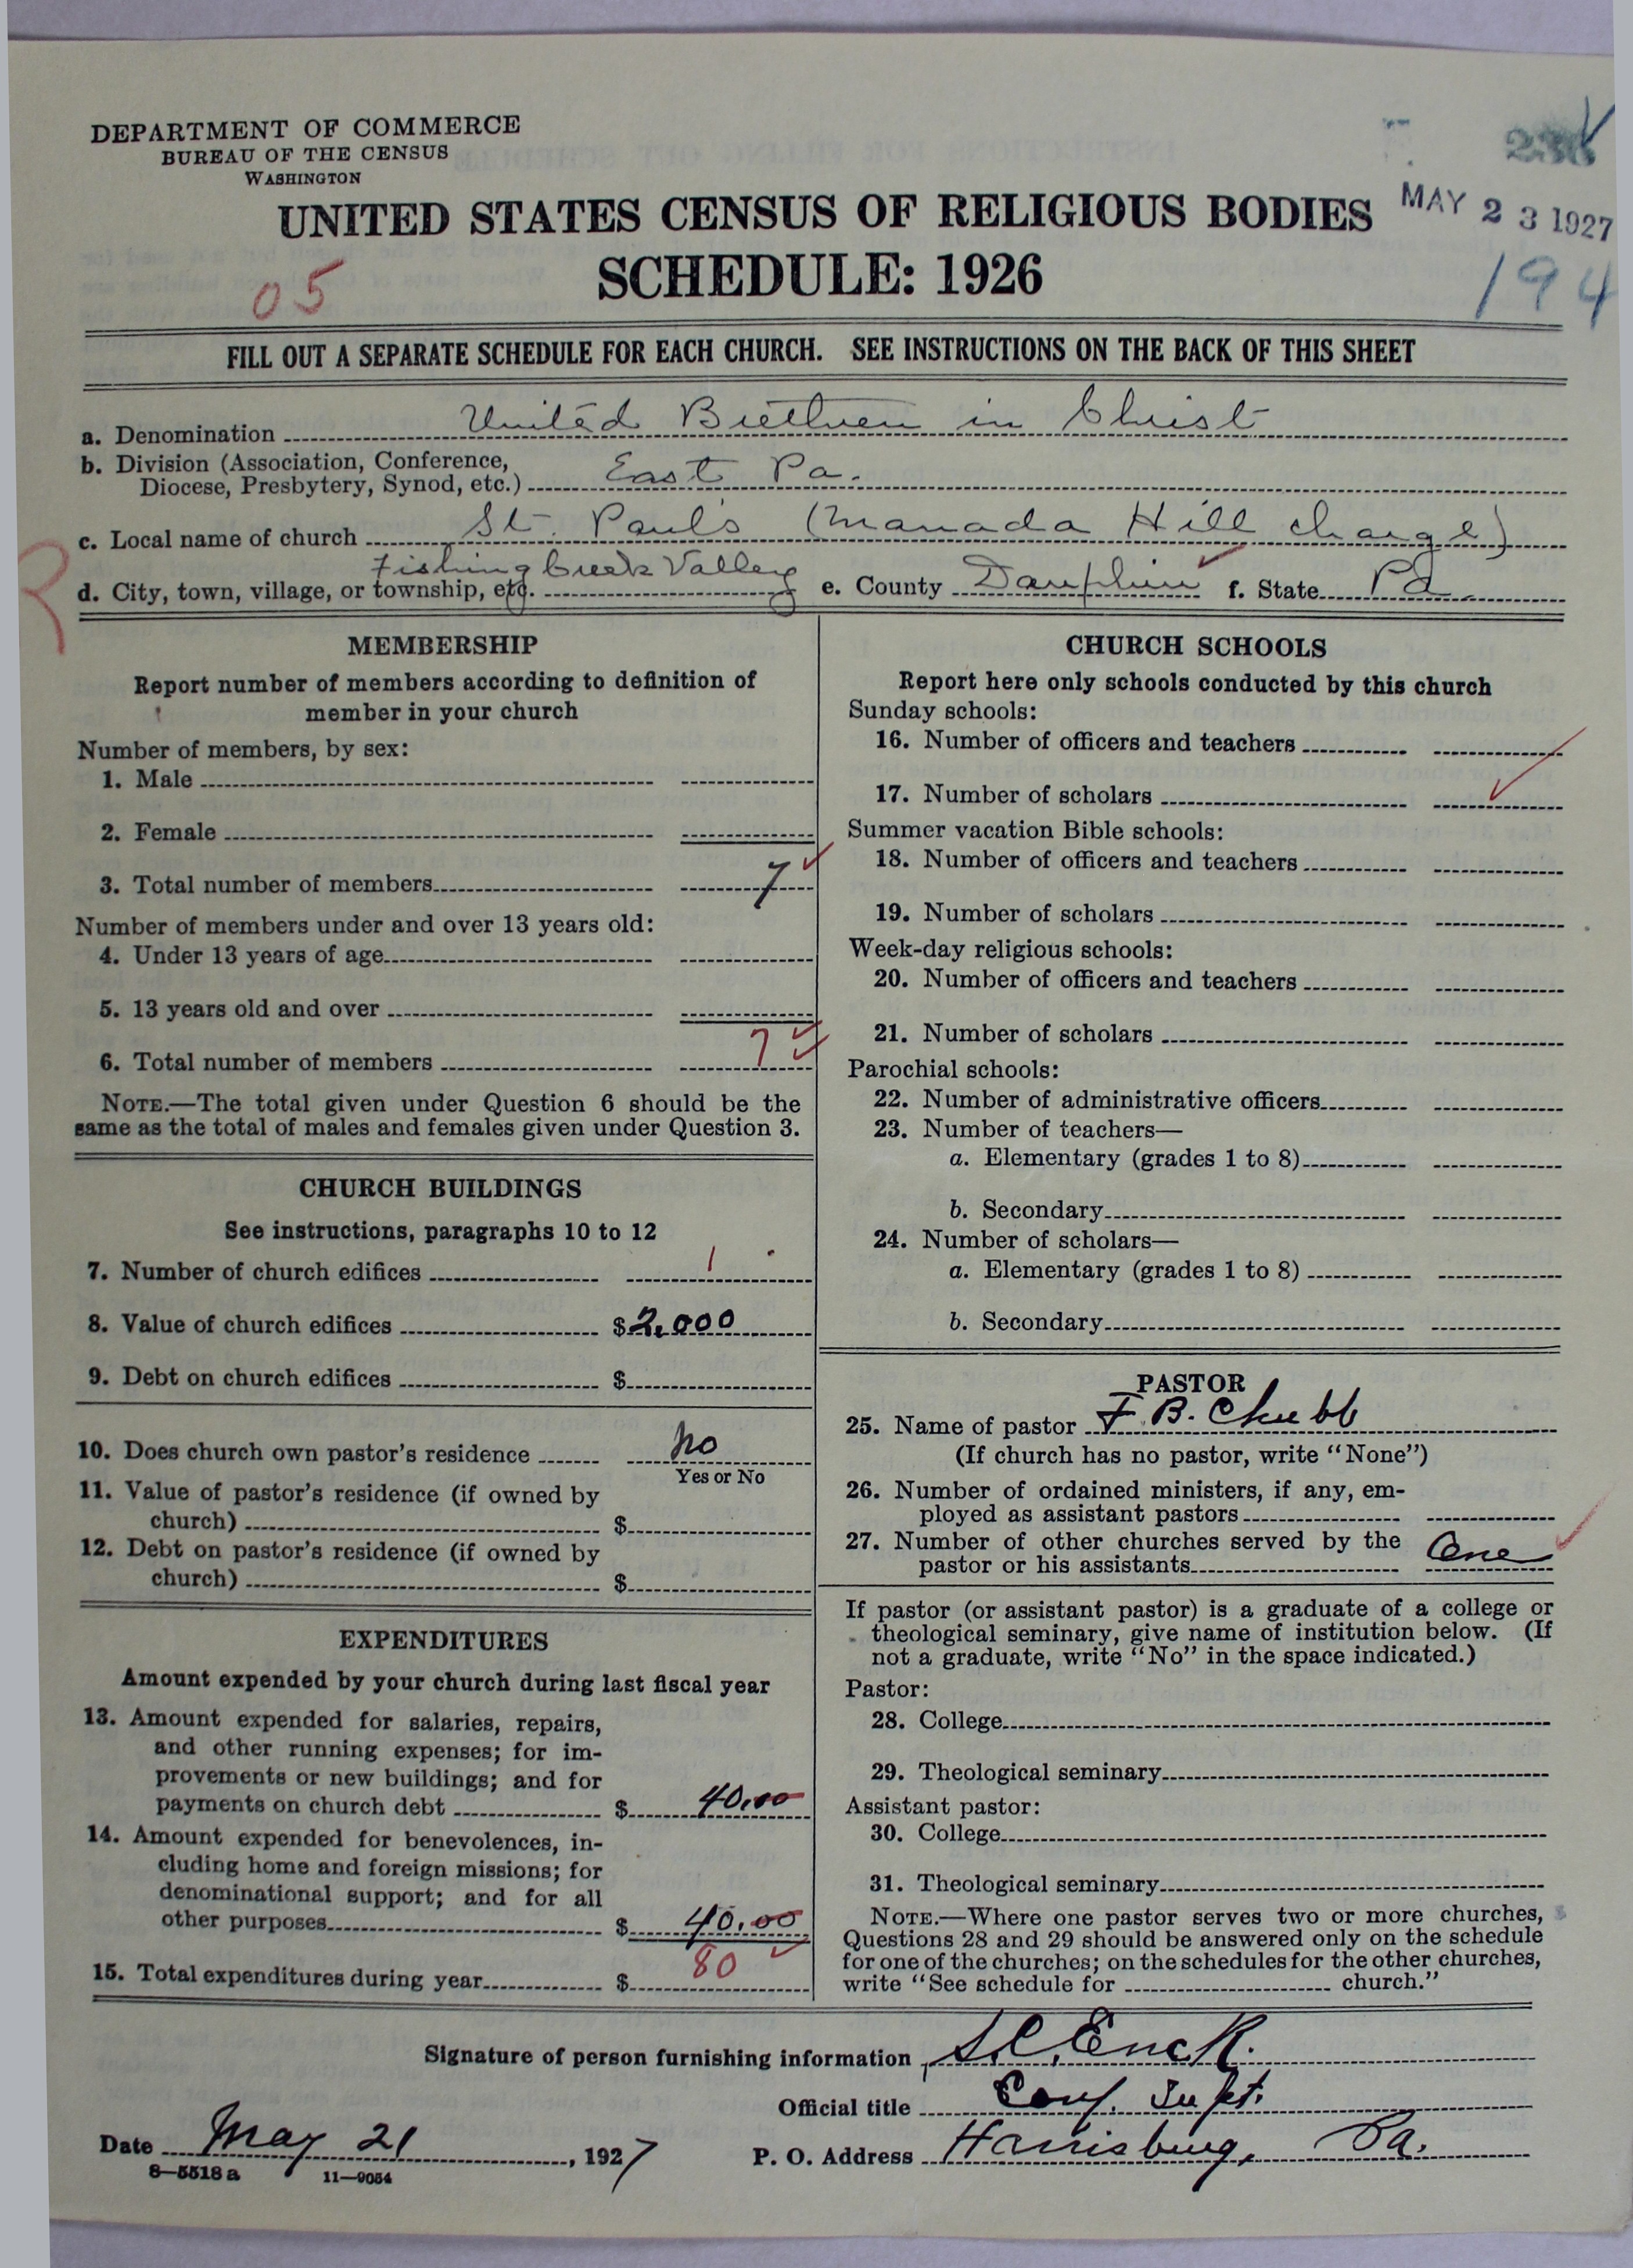 DEPARTMENT OF COMMERCE
BUREAU OF THE CENSUS
WASHINGTON
UNITED STATES CENSUS OF RELIGIOUS BODIES
SCHEDULE: 1926
MAY 23 1927
194
05
FILL OUT A SEPARATE SCHEDULE FOR EACH CHURCH. SEE INSTRUCTIONS ON THE BACK OF THIS SHEET
a. Denomination United Brethren in Christ
b. Division (Association, Conference,
Diocese, Presbytery, Synod, etc.) East Pa.
c. Local name of church St. Paul's (Manada Hill charge)
d. City, town, village, or township, etc. Fishing Creek Valley e. County Dauphin f. State Pa.
MEMBERSHIP
Report number of members according to definition of
member in your church
Number of members, by sex:
1. Male
2. Female
3. Total number of members 7
Number of members under and over 13 years old:
4. Under 13 years of age
5. 13 years old and over
6. Total number of members 7
NOTE.—The total given under Question 6 should be the
same as the total of males and females given under Question 3.
CHURCH BUILDINGS
See instructions, paragraphs 10 to 12
7. Number of church edifices 1
8. Value of church edifices $2,000
9. Debt on church edifices $
10. Does church own pastor's residence No
Yes or No
11. Value of pastor's residence (if owned by
church) $
12. Debt on pastor's residence (if owned by
church) $
EXPENDITURES
Amount expended by your church during last fiscal year
13. Amount expended for salaries, repairs,
and other running expenses; for im-
provements or new buildings; and for
payments on church debt $ 40.00
14. Amount expended for benevolences, in-
cluding home and foreign missions; for
denominational support; and for all
other purposes $ 40.00
15. Total expenditures during year $ 80
CHURCH SCHOOLS
Report here only schools conducted by this church
Sunday schools:
16. Number of officers and teachers
17. Number of scholars
Summer vacation Bible schools:
18. Number of officers and teachers
19. Number of scholars
Week-day religious schools:
20. Number of officers and teachers
21. Number of scholars
Parochial schools:
22. Number of administrative officers
23. Number of teachers—
a. Elementary (grades 1 to 8)
b. Secondary
24. Number of scholars—
a. Elementary (grades 1 to 8)
b. Secondary
PASTOR
25. Name of pastor F. B. Chubb
(If church has no pastor, write "None")
26. Number of ordained ministers, if any, em-
ployed as assistant pastors
27. Number of other churches served by the
pastor or his assistants One
If pastor (or assistant pastor) is a graduate of a college or
theological seminary, give name of institution below. (If
not a graduate, write "No" in the space indicated.)
Pastor:
28. College
29. Theological seminary
Assistant pastor:
30. College
31. Theological seminary
NOTE.—Where one pastor serves two or more churches,
Questions 28 and 29 should be answered only on the schedule
for one of the churches; on the schedules for the other churches,
write "See schedule for church."
Signature of person furnishing information S. C. Enck.
Official title Conf. Supt.
Date May 21, 1927 P. O. Address Harrisburg, Pa.
8—5518 a 11—9054